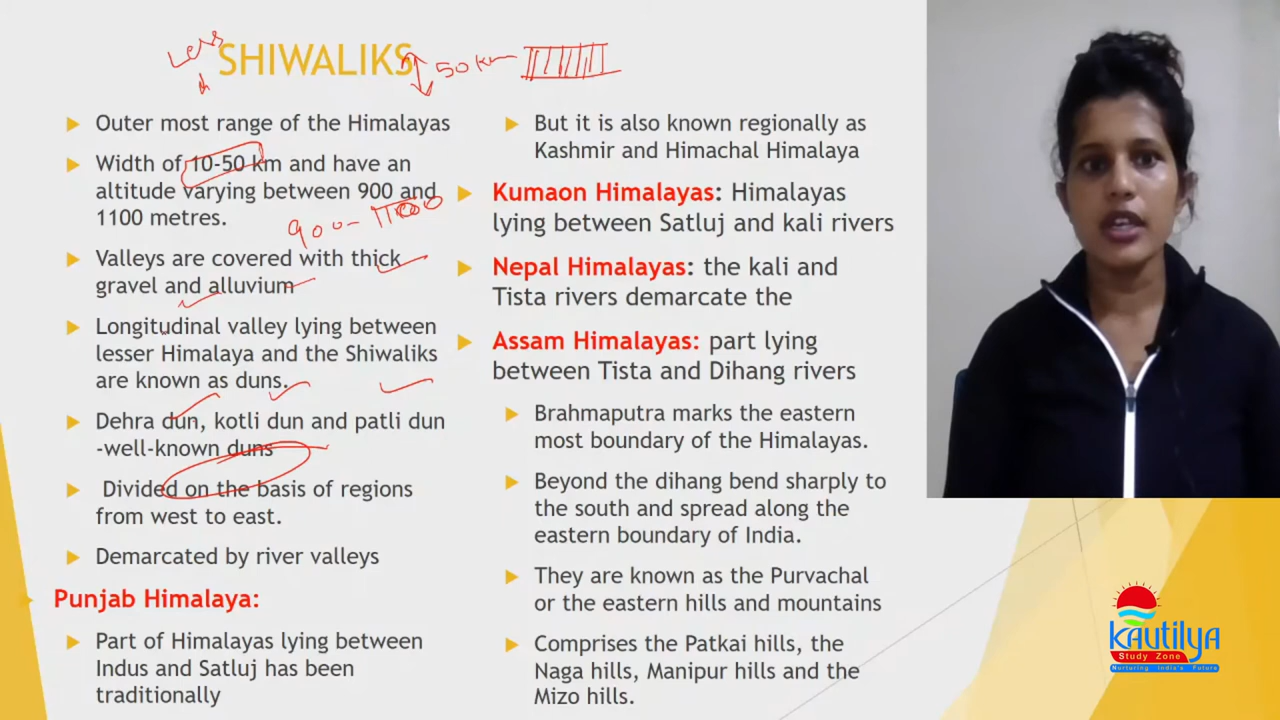 Less
SHIWALIKS
50 km
Outer most range of the Himalayas
Width of 10-50 km and have an
altitude varying between 900 and
1100 metres.
900-1100
Valleys are covered with thick
gravel and alluvium
Longitudinal valley lying between
lesser Himalaya and the Shiwaliks
are known as duns.
Dehra dun, kotli dun and patli dun
-well-known duns
Divided on the basis of regions
from west to east.
Demarcated by river valleys
Punjab Himalaya:
Part of Himalayas lying between
Indus and Satluj has been
traditionally
But it is also known regionally as
Kashmir and Himachal Himalaya
Kumaon Himalayas: Himalayas
lying between Satluj and kali rivers
Nepal Himalayas: the kali and
Tista rivers demarcate the
Assam Himalayas: part lying
between Tista and Dihang rivers
Brahmaputra marks the eastern
most boundary of the Himalayas.
Beyond the dihang bend sharply to
the south and spread along the
eastern boundary of India.
They are known as the Purvachal
or the eastern hills and mountains
Comprises the Patkai hills, the
Naga hills, Manipur hills and the
Mizo hills.
Kautilya
Study Zone
Nurturing India's Future